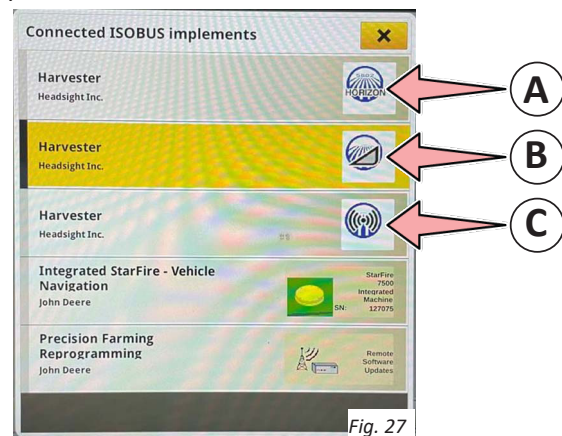 Connected ISOBUS implements
Harvester
Headsight Inc.
HORIZON
A
Harvester
Headsight Inc.
B
Harvester
Headsight Inc.
C
Integrated StarFire - Vehicle
Navigation
John Deere
StarFire
7500
Integrated
Machine
SN: 127075
Precision Farming
Reprogramming
John Deere
Remote
Software
Updates
Fig. 27